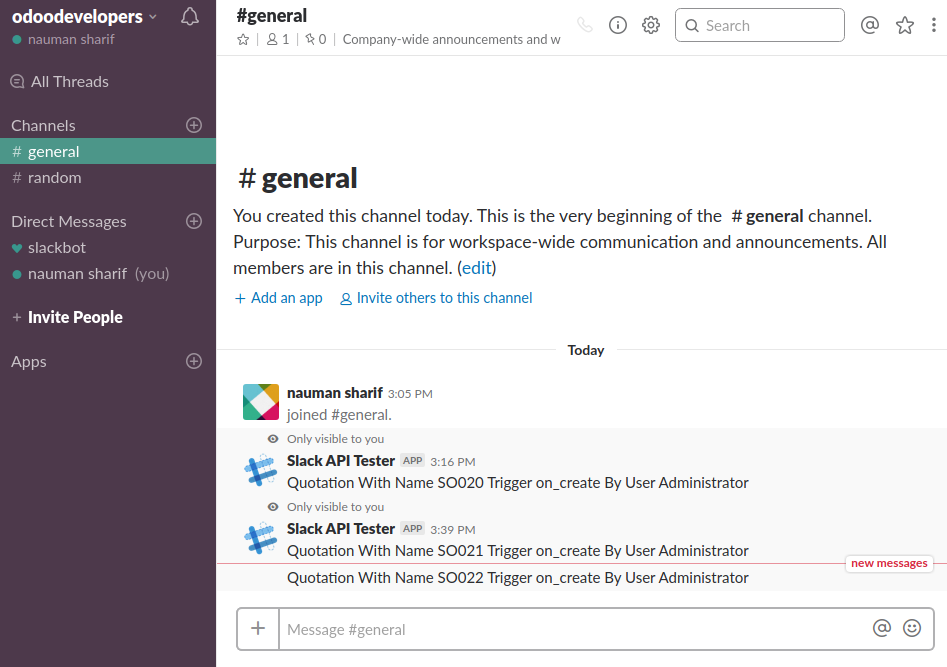 odoodevelopers
nauman sharif
All Threads
Channels
# general
# random
Direct Messages
slackbot
nauman sharif (you)
+ Invite People
Apps
#general
1
0
Company-wide announcements and w
Search
# general
You created this channel today. This is the very beginning of the # general channel.
Purpose: This channel is for workspace-wide communication and announcements. All
members are in this channel. (edit)
+ Add an app Invite others to this channel
Today
nauman sharif 3:05 PM
joined #general.
Only visible to you
Slack API Tester APP 3:16 PM
Quotation With Name SO020 Trigger on_create By User Administrator
Only visible to you
Slack API Tester APP 3:39 PM
Quotation With Name SO021 Trigger on_create By User Administrator
new messages
Quotation With Name SO022 Trigger on_create By User Administrator
+ Message #general @